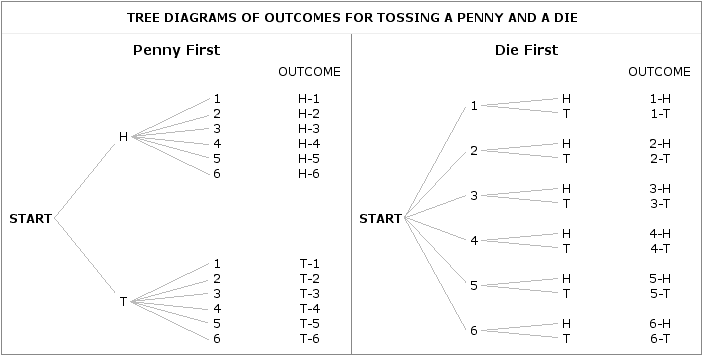 TREE DIAGRAMS OF OUTCOMES FOR TOSSING A PENNY AND A DIE
Penny First
OUTCOME
START
H
1 H-1
2 H-2
3 H-3
4 H-4
5 H-5
6 H-6
T
1 T-1
2 T-2
3 T-3
4 T-4
5 T-5
6 T-6
Die First
OUTCOME
START
1
H 1-H
T 1-T
2
H 2-H
T 2-T
3
H 3-H
T 3-T
4
H 4-H
T 4-T
5
H 5-H
T 5-T
6
H 6-H
T 6-T